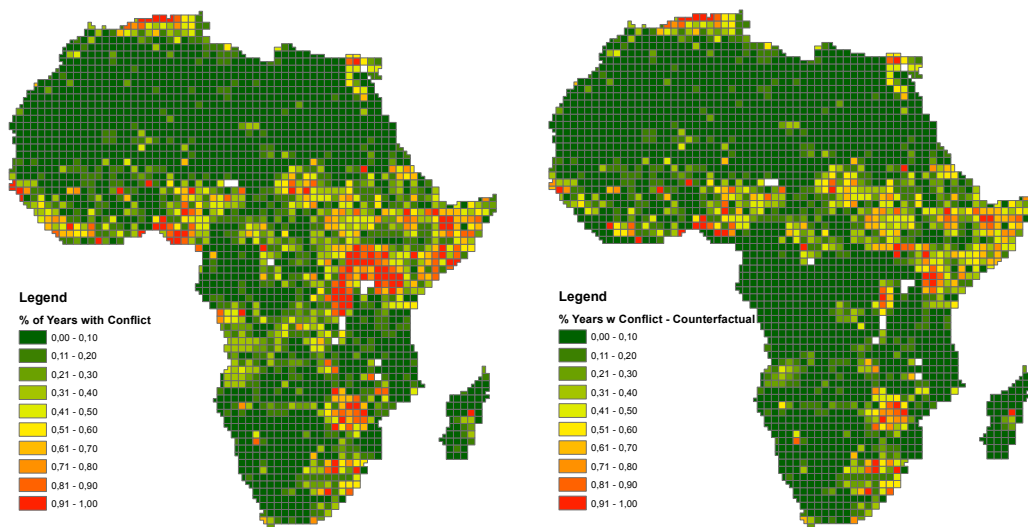 Legend
% of Years with Conflict
0,00 - 0,10
0,11 - 0,20
0,21 - 0,30
0,31 - 0,40
0,41 - 0,50
0,51 - 0,60
0,61 - 0,70
0,71 - 0,80
0,81 - 0,90
0,91 - 1,00
Legend
% Years w Conflict - Counterfactual
0,00 - 0,10
0,11 - 0,20
0,21 - 0,30
0,31 - 0,40
0,41 - 0,50
0,51 - 0,60
0,61 - 0,70
0,71 - 0,80
0,81 - 0,90
0,91 - 1,00